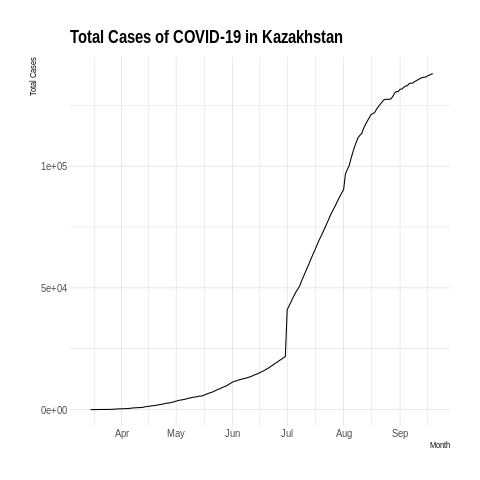 Total Cases of COVID-19 in Kazakhstan
Total Cases
1e+05
5e+04
0e+00
Apr May Jun Jul Aug Sep
Month